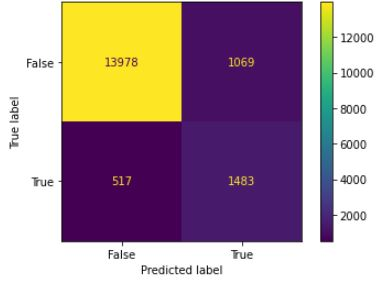 False
13978
1069
True
517
1483
False
True
Predicted label
True label
12000
10000
8000
6000
4000
2000